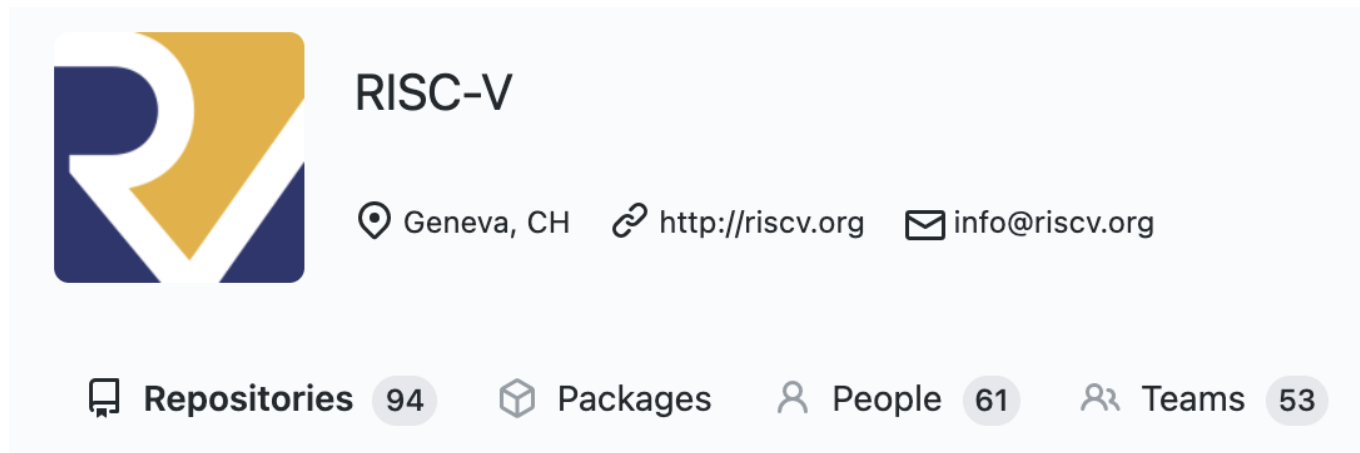 RISC-V
Geneva, CH http://riscv.org info@riscv.org
Repositories 94 Packages People 61 Teams 53